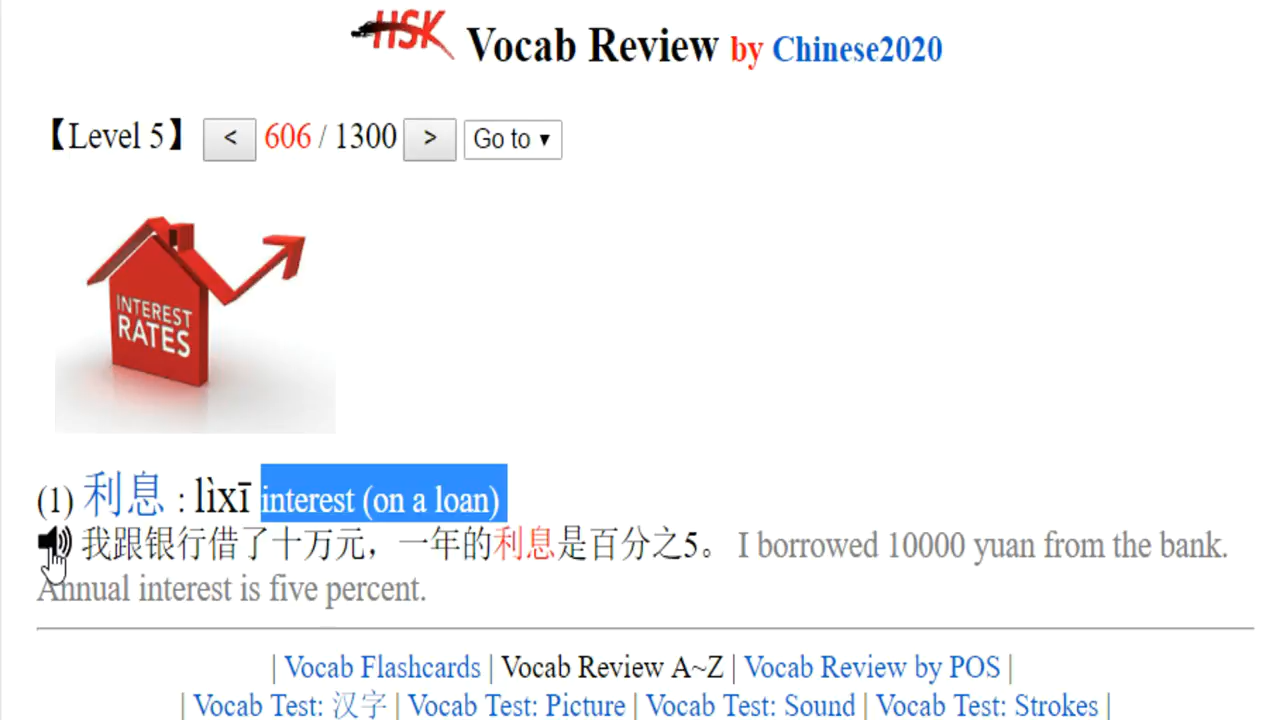 HSK Vocab Review by Chinese2020
【Level 5】 < 606 / 1300 > Go to ▾
INTEREST
RATES
(1) 利息 : lìxī interest (on a loan)
我跟银行借了十万元，一年的利息是百分之5。 I borrowed 10000 yuan from the bank.
Annual interest is five percent.
| Vocab Flashcards | Vocab Review A~Z | Vocab Review by POS |
| Vocab Test: 汉字 | Vocab Test: Picture | Vocab Test: Sound | Vocab Test: Strokes |